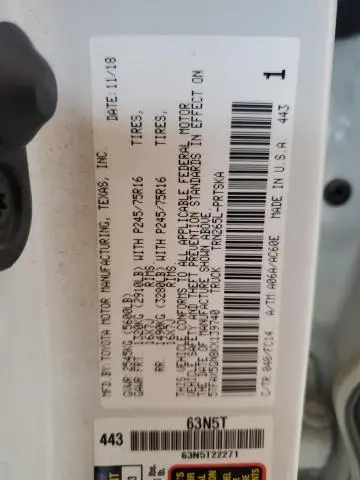 MFD. BY TOYOTA MOTOR MANUFACTURING, TEXAS, INC. DATE: 11/18
GVWR: 2545KG (5600LB)
GAWR: FRT. 1320KG (2910LB) WITH P245/75R16 TIRES,
16X7J RIMS
RR. 1490KG (3280LB) WITH P245/75R16 TIRES,
16X7J RIMS
THIS VEHICLE CONFORMS TO ALL APPLICABLE FEDERAL MOTOR
VEHICLE SAFETY AND THEFT PREVENTION STANDARDS IN EFFECT ON
THE DATE OF MANUFACTURE SHOWN ABOVE.
5TFAX5GN8KX139740 TRUCK TRN265L-PRTSKA
C/TR: 040/FC14 A/TM: A06A/AC60E MADE IN U.S.A. 443
1
443
63N5T
63N5T22271